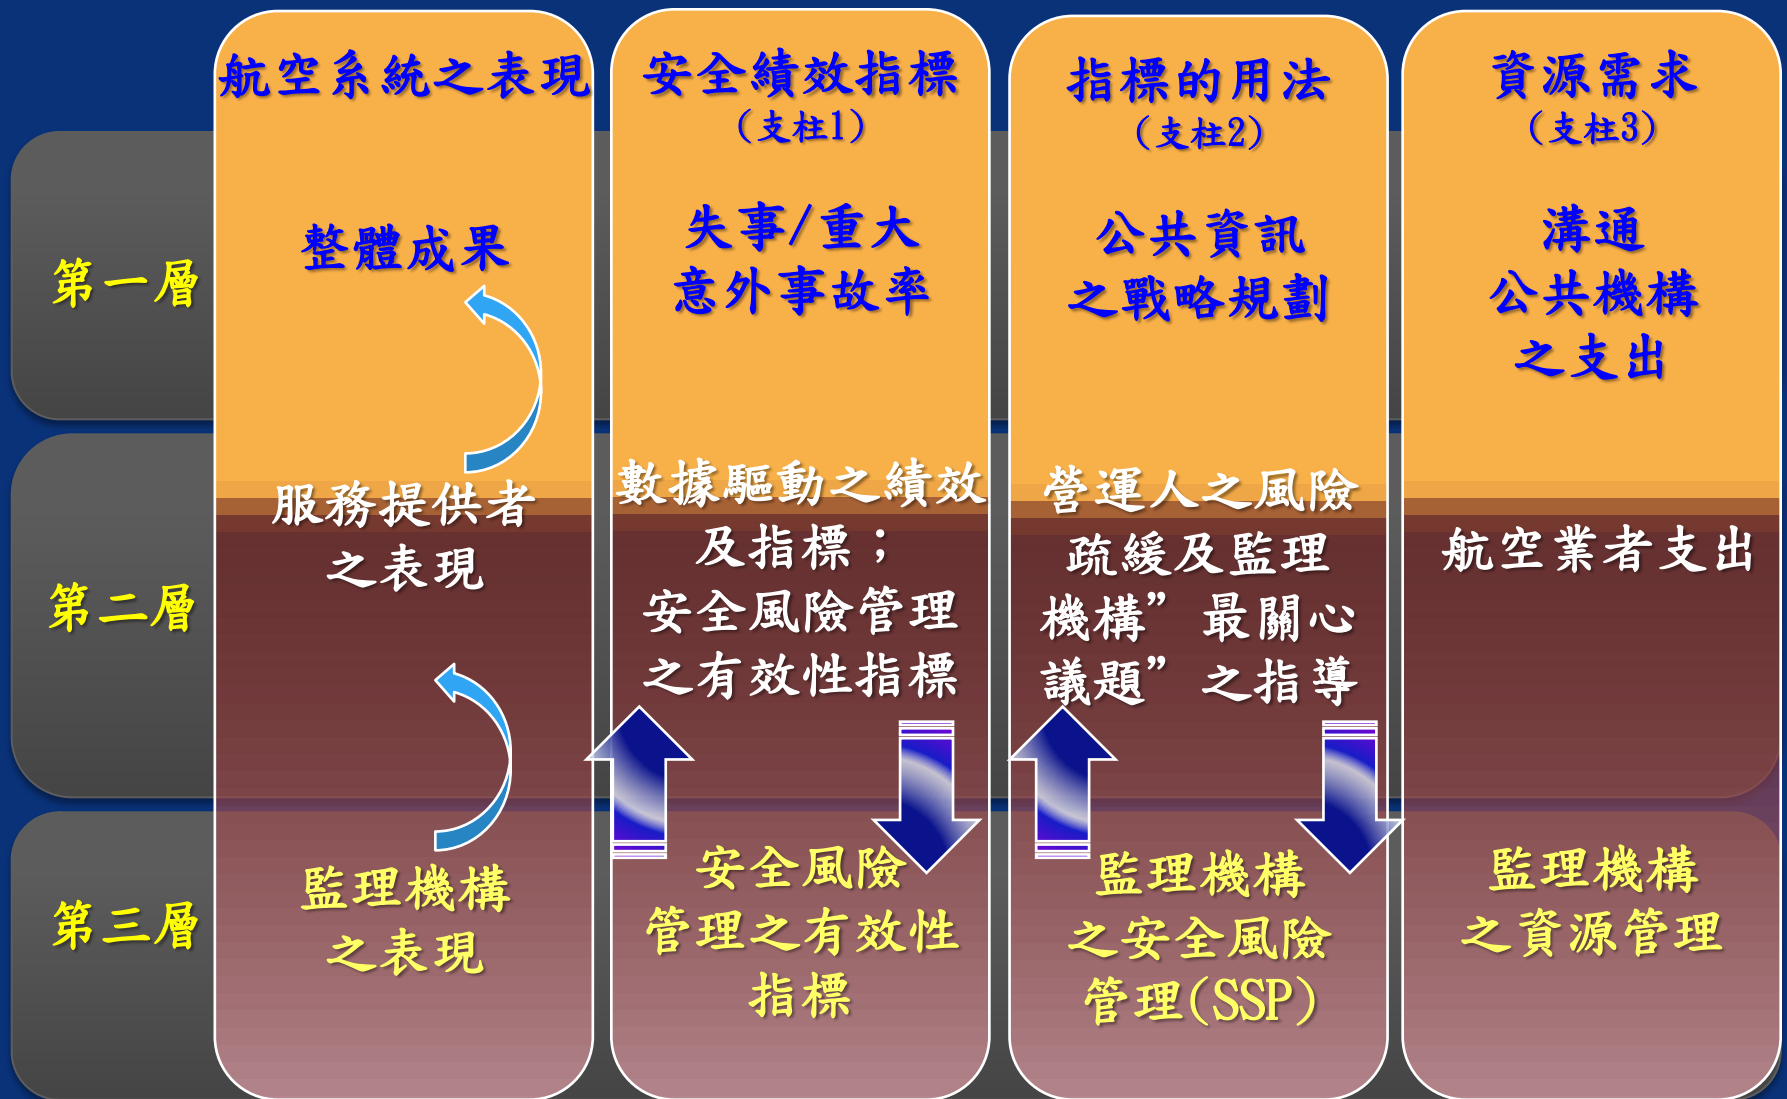 航空系統之表現
安全績效指標
（支柱1）
指標的用法
（支柱2）
資源需求
（支柱3）
第一層
整體成果
失事/重大
意外事故率
公共資訊
之戰略規劃
溝通
公共機構
之支出
第二層
服務提供者
之表現
數據驅動之績效
及指標；
安全風險管理
之有效性指標
營運人之風險
疏緩及監理
機構”最關心
議題”之指導
航空業者支出
第三層
監理機構
之表現
安全風險
管理之有效性
指標
監理機構
之安全風險
管理(SSP)
監理機構
之資源管理